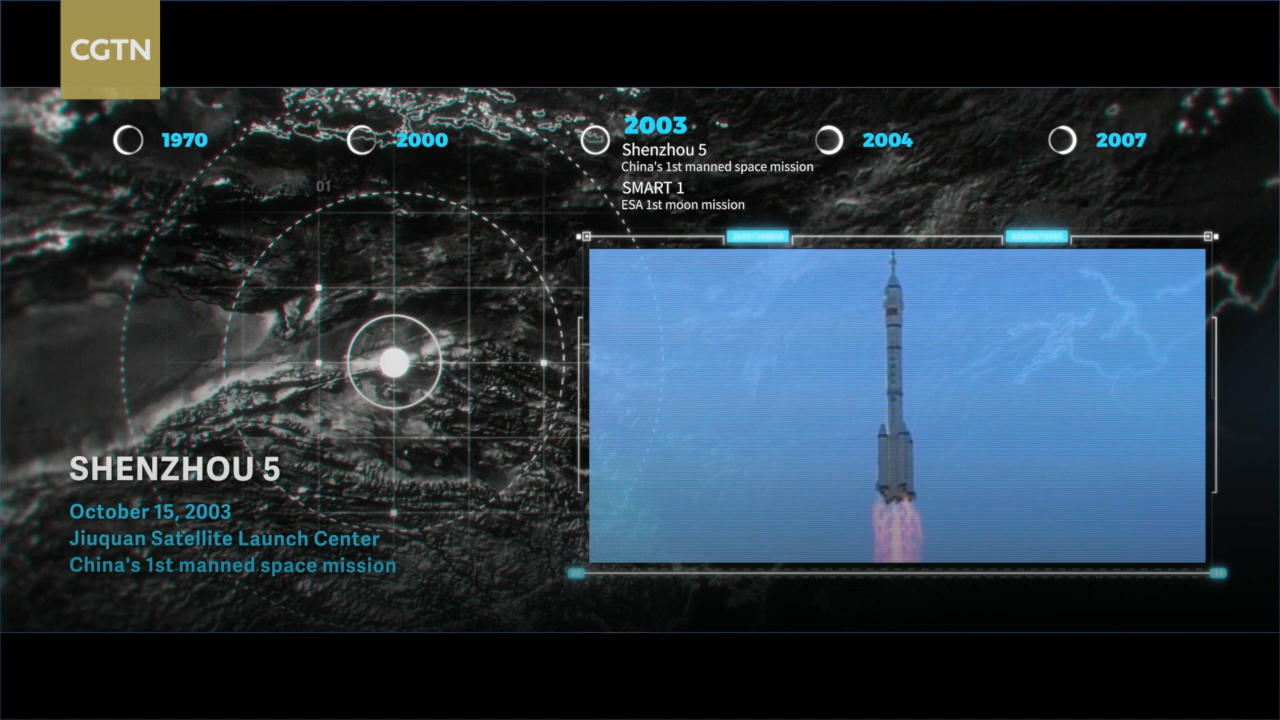 CGTN
1970
2000
2003
Shenzhou 5
China's 1st manned space mission
SMART 1
ESA 1st moon mission
2004
2007
01
SHENZHOU 5
October 15, 2003
Jiuquan Satellite Launch Center
China's 1st manned space mission